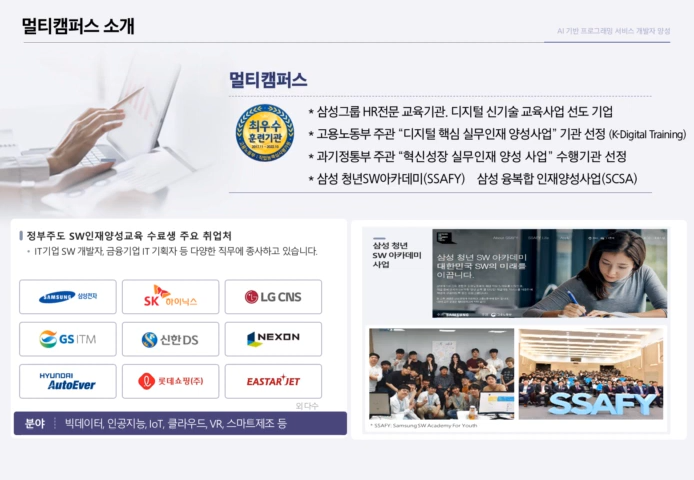 멀티캠퍼스 소개
AI 기반 프로그래밍 서비스 개발자 양성
멀티캠퍼스
최우수
훈련기관
* 삼성그룹 HR전문 교육기관. 디지털 신기술 교육사업 선도 기업
* 고용노동부 주관 “디지털 핵심 실무인재 양성사업” 기관 선정 (K-Digital Training)
* 과기정통부 주관 “혁신성장 실무인재 양성 사업” 수행기관 선정
* 삼성 청년SW아카데미(SSAFY) 삼성 융복합 인재양성사업(SCSA)
정부주도 SW인재양성교육 수료생 주요 취업처
• IT기업 SW 개발자, 금융기업 IT 기획자 등 다양한 직무에 종사하고 있습니다.
SAMSUNG 삼성전자
SK 하이닉스
LG CNS
GS ITM
신한DS
NEXON
HYUNDAI AutoEver
롯데쇼핑(주)
EASTAR JET
외 다수
분야 빅데이터, 인공지능, IoT, 클라우드, VR, 스마트제조 등
삼성 청년
SW 아카데미
사업
삼성 청년 SW 아카데미
대한민국 SW의 미래를
이끕니다.
SAMSUNG
SSAFY
* SSAFY: Samsung SW Academy For Youth